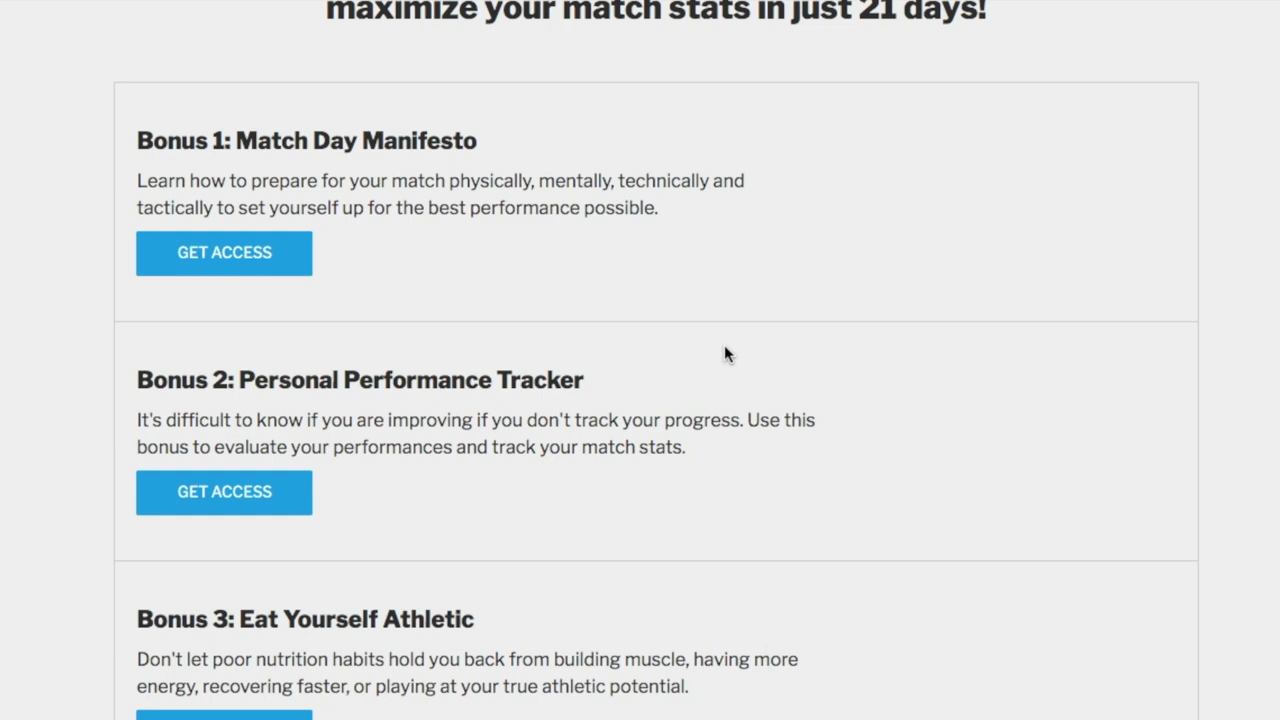 maximize your match stats in just 21 days!
Bonus 1: Match Day Manifesto
Learn how to prepare for your match physically, mentally, technically and
tactically to set yourself up for the best performance possible.
GET ACCESS
Bonus 2: Personal Performance Tracker
It's difficult to know if you are improving if you don't track your progress. Use this
bonus to evaluate your performances and track your match stats.
GET ACCESS
Bonus 3: Eat Yourself Athletic
Don't let poor nutrition habits hold you back from building muscle, having more
energy, recovering faster, or playing at your true athletic potential.